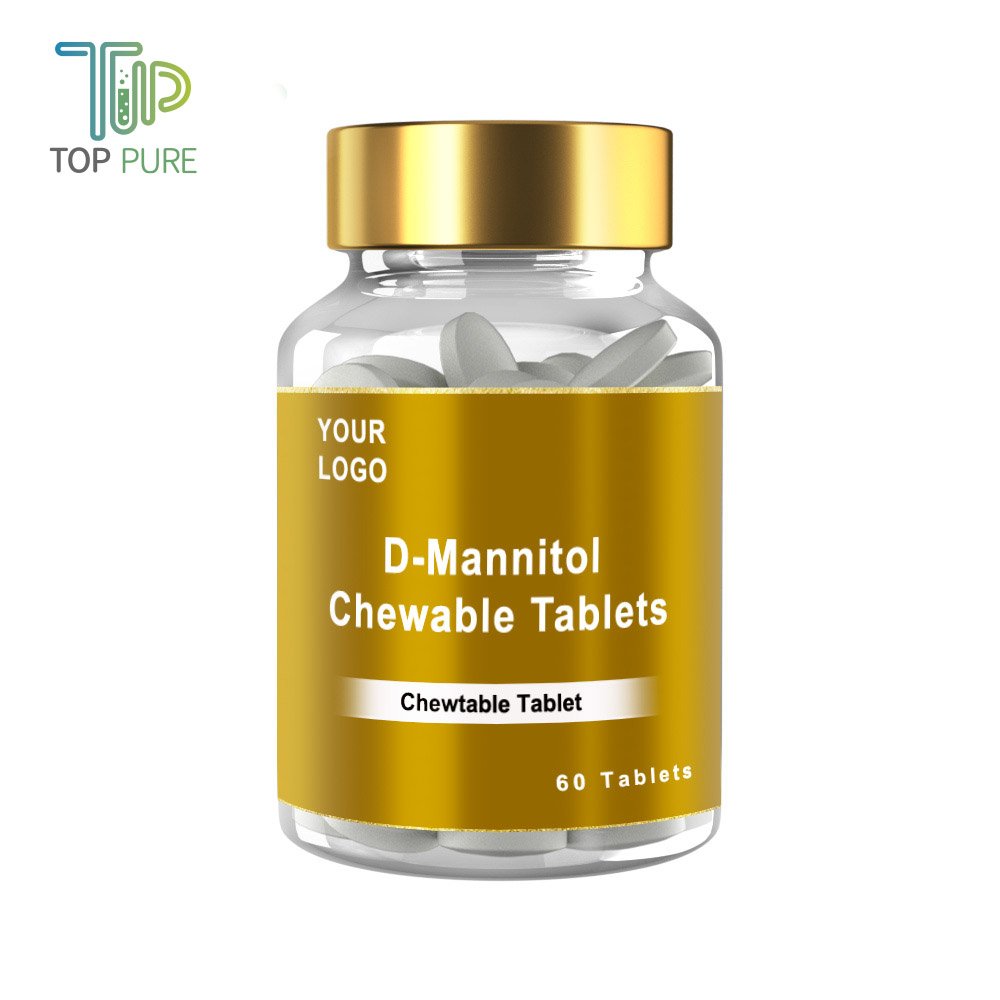 TOP PURE
YOUR
LOGO
D-Mannitol
Chewable Tablets
Chewtable Tablet
60 Tablets